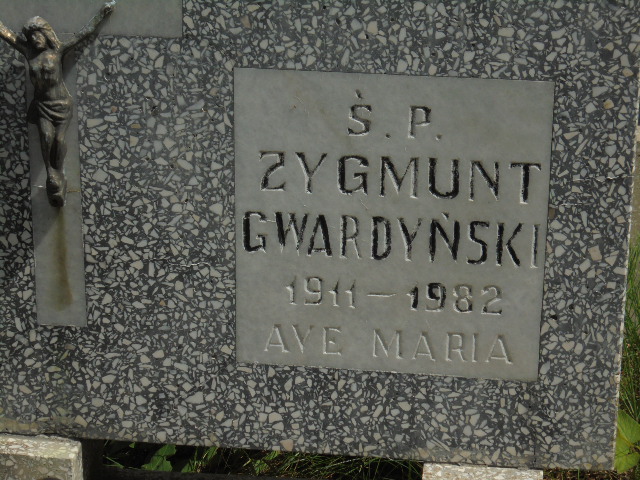 Ś. P.
ZYGMUNT
GWARDYŃSKI
1911 – 1982
AVE MARIA